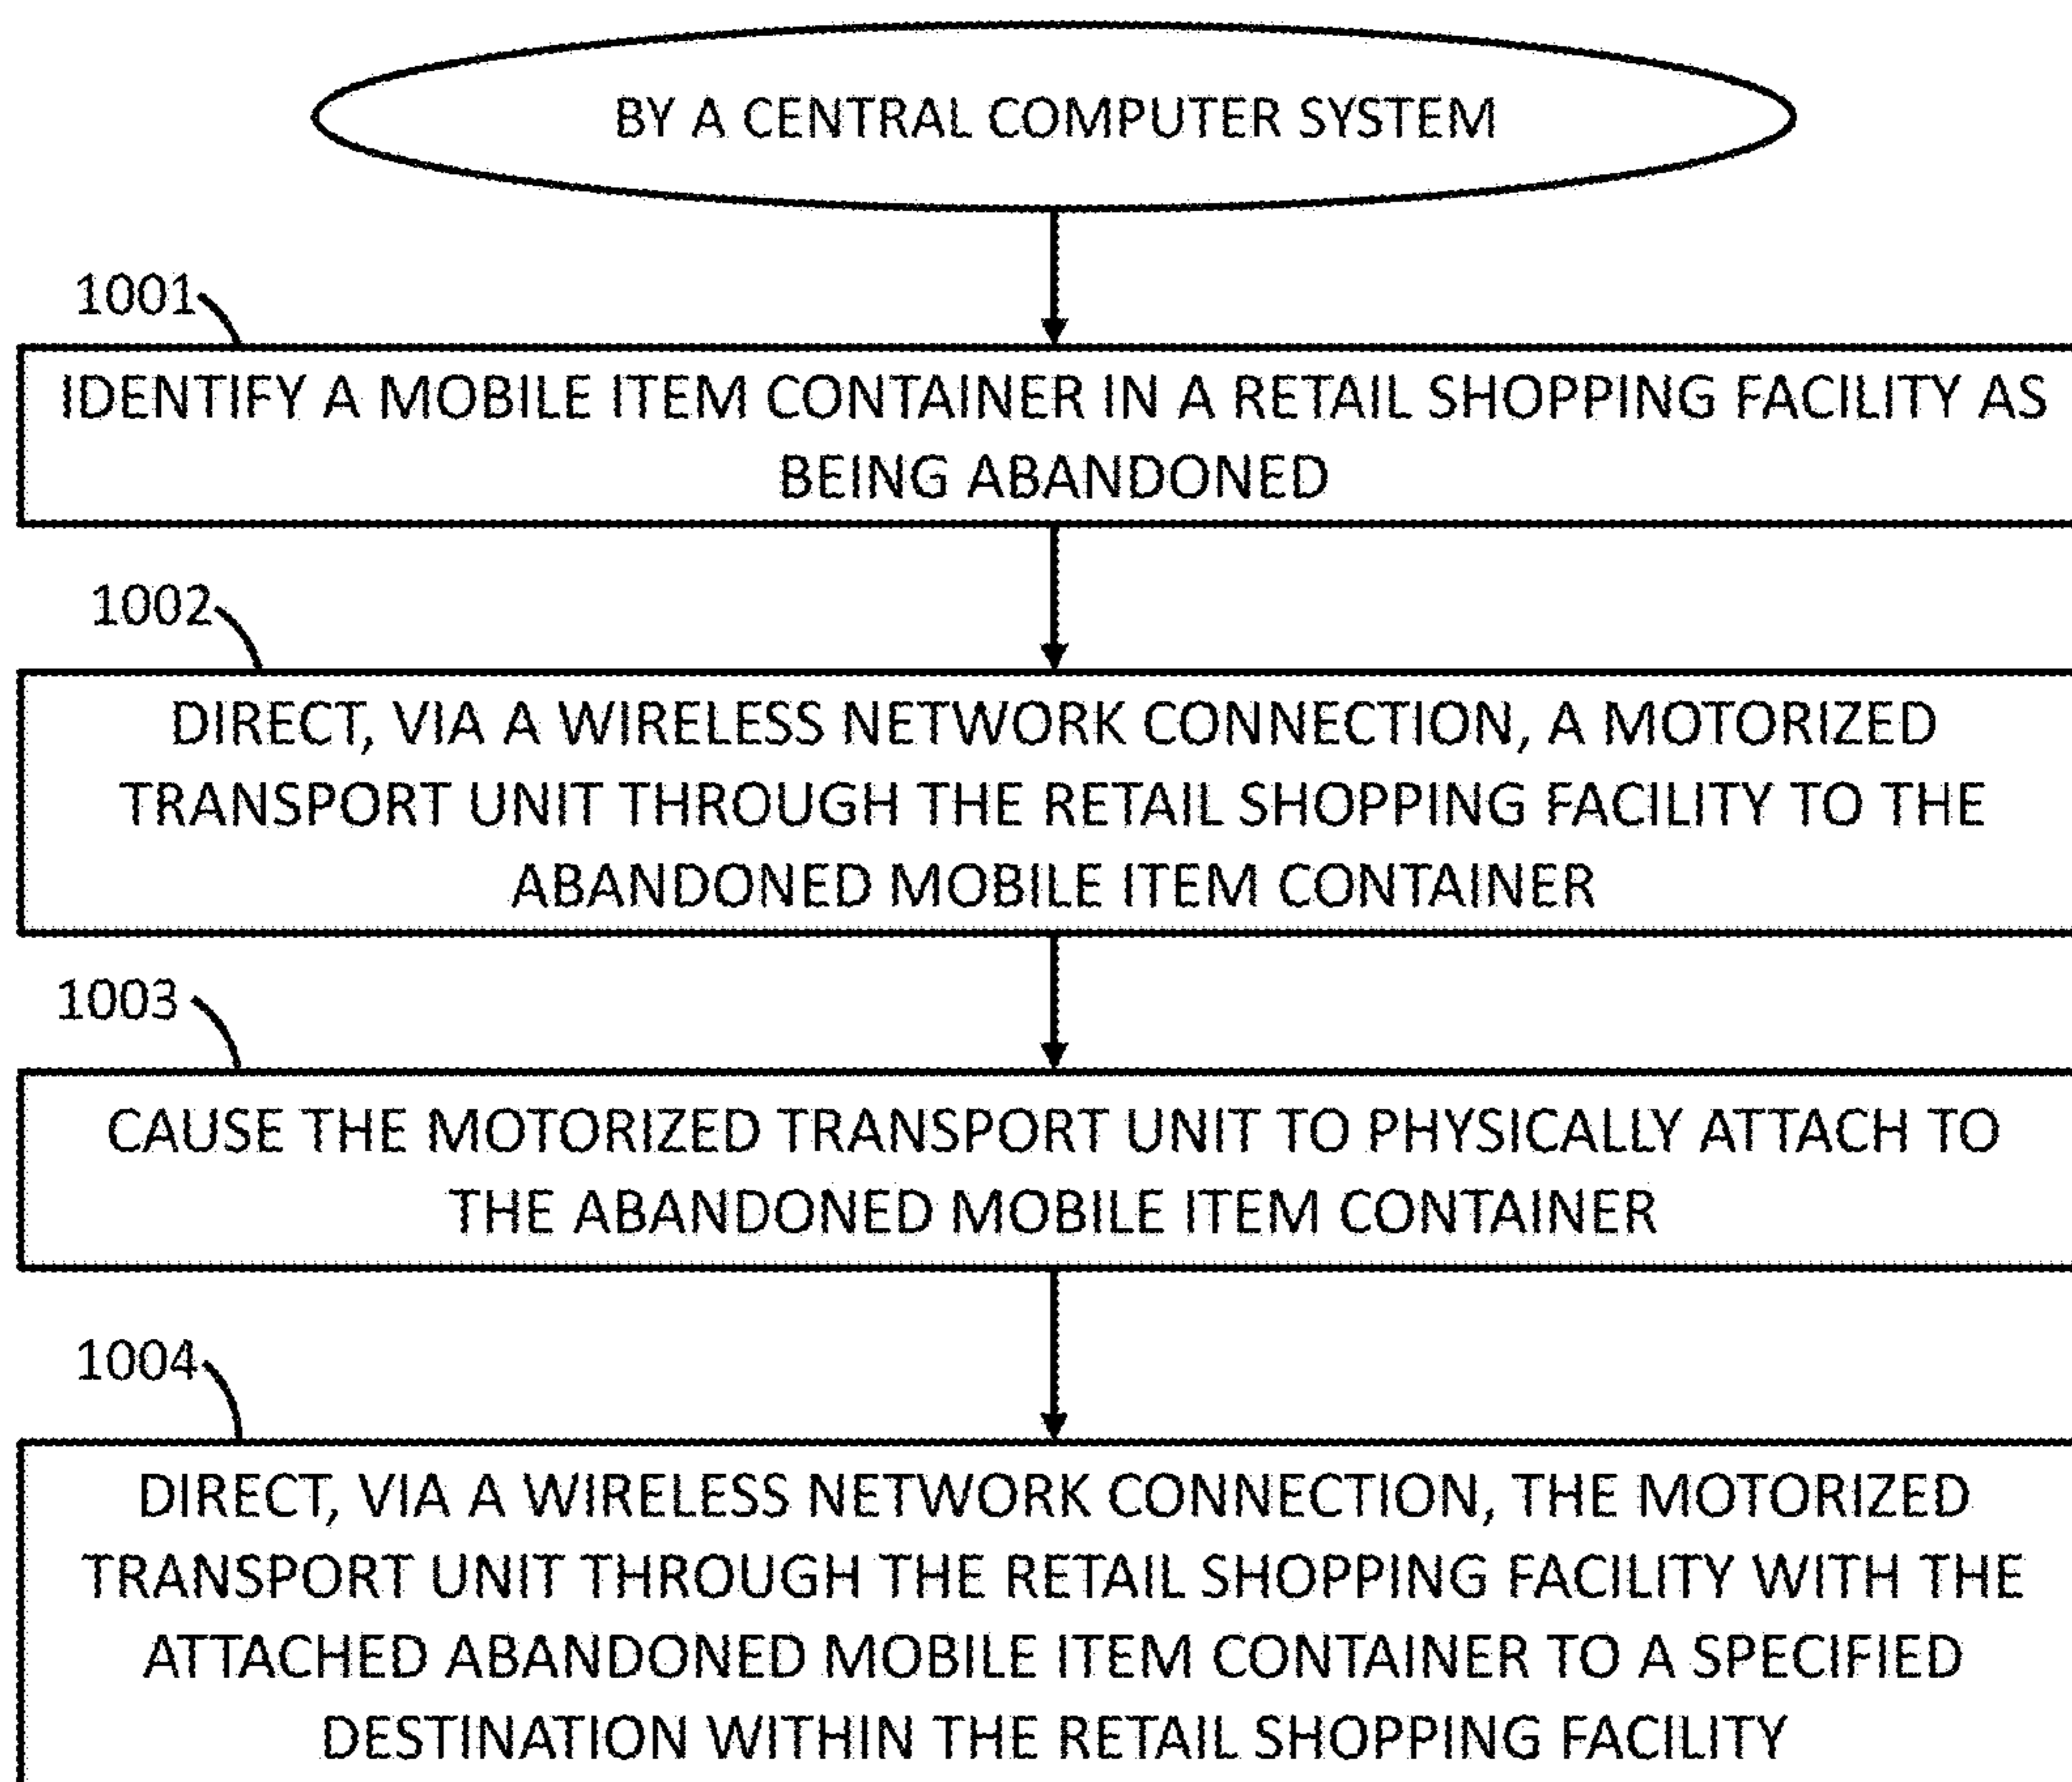 BY A CENTRAL COMPUTER SYSTEM
1001
IDENTIFY A MOBILE ITEM CONTAINER IN A RETAIL SHOPPING FACILITY AS
BEING ABANDONED
1002
DIRECT, VIA A WIRELESS NETWORK CONNECTION, A MOTORIZED
TRANSPORT UNIT THROUGH THE RETAIL SHOPPING FACILITY TO THE
ABANDONED MOBILE ITEM CONTAINER
1003
CAUSE THE MOTORIZED TRANSPORT UNIT TO PHYSICALLY ATTACH TO
THE ABANDONED MOBILE ITEM CONTAINER
1004
DIRECT, VIA A WIRELESS NETWORK CONNECTION, THE MOTORIZED
TRANSPORT UNIT THROUGH THE RETAIL SHOPPING FACILITY WITH THE
ATTACHED ABANDONED MOBILE ITEM CONTAINER TO A SPECIFIED
DESTINATION WITHIN THE RETAIL SHOPPING FACILITY